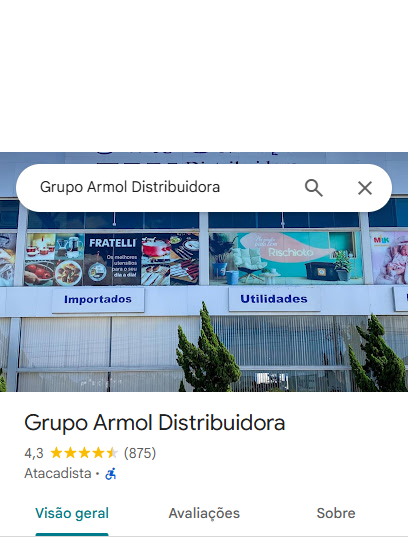 Grupo Armol Distribuidora
FRATELLI
Os melhores
utensílios
para o seu
dia a dia!
Rischioto
MK
Importados
Utilidades
Grupo Armol Distribuidora
4,3 (875)
Atacadista ·
Visão geral Avaliações Sobre